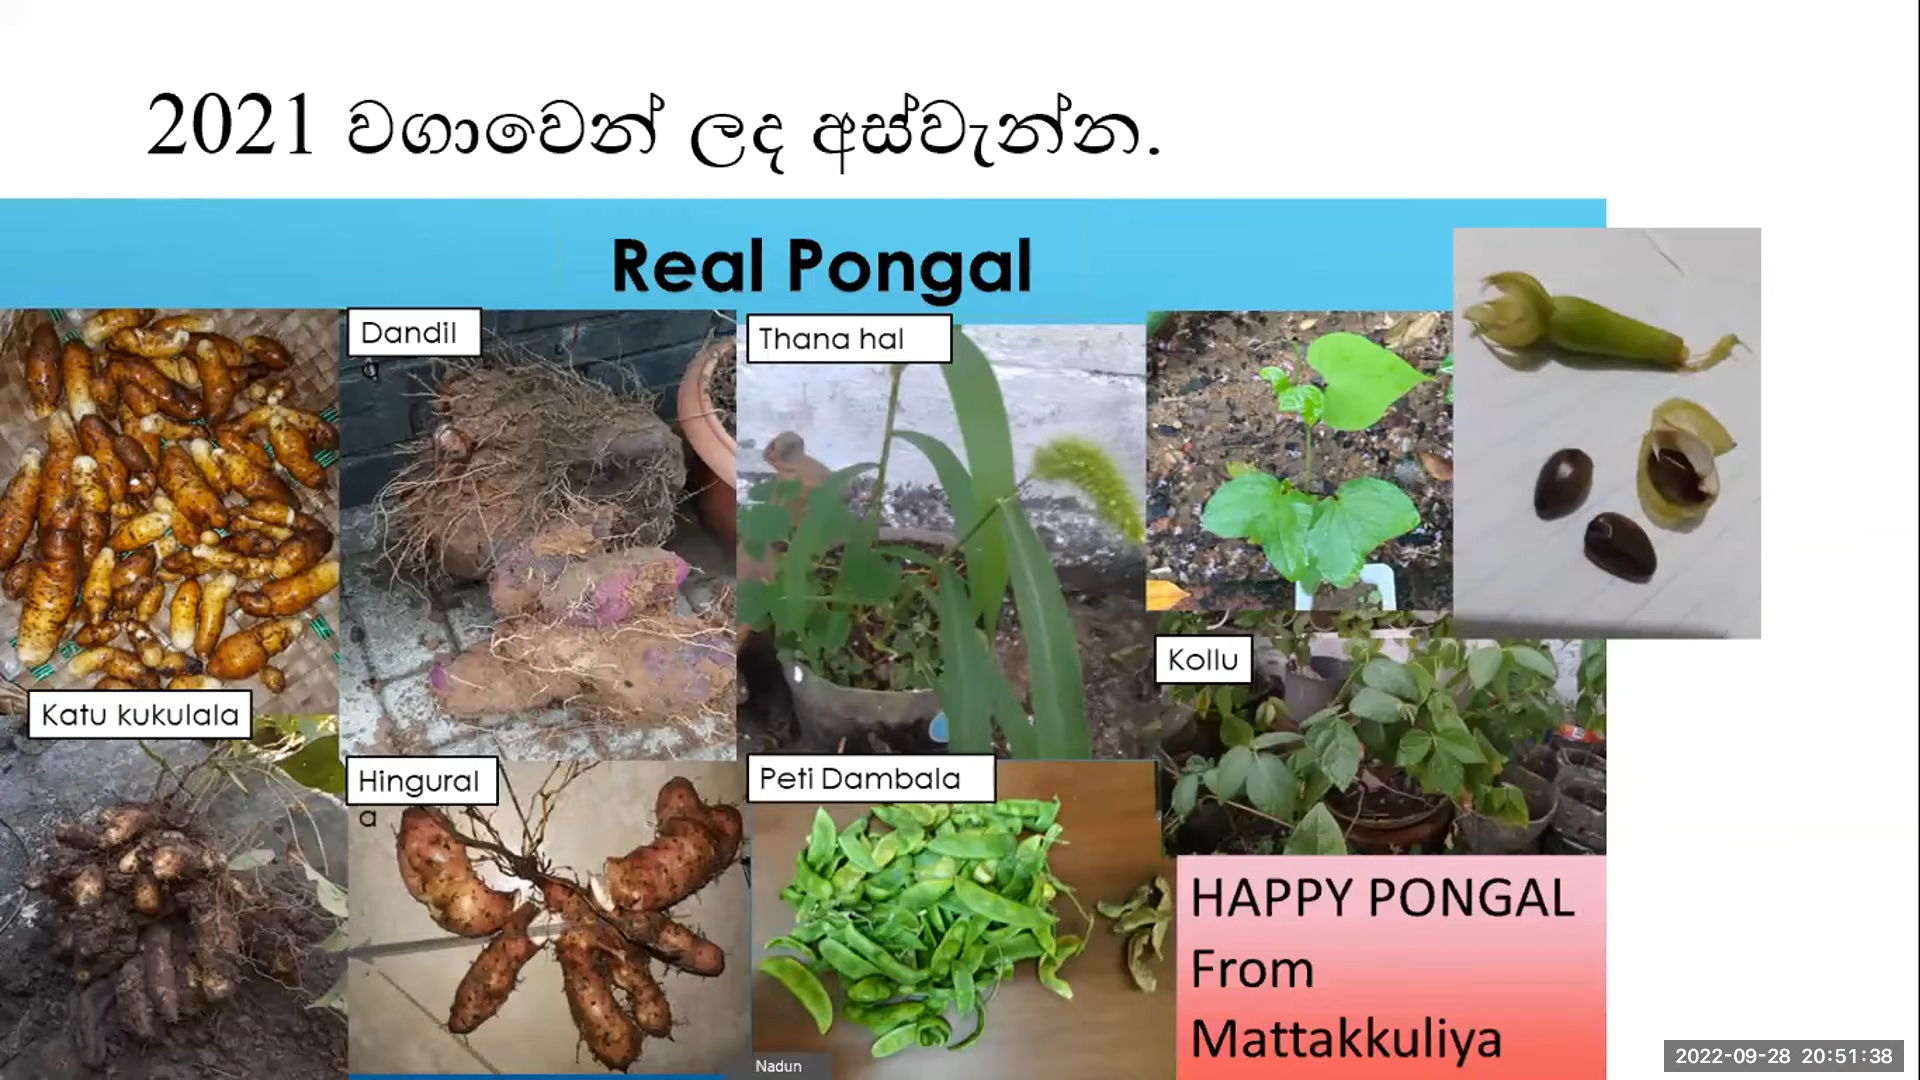 2021 වගාවෙන් ලද අස්වැන්න.
Real Pongal
Dandil
a
Thana hal
Kollu
Katu kukulala
Hingural
a
Peti Dambala
HAPPY PONGAL
From
Mattakkuliya
Nadun
2022-09-28 20:51:38